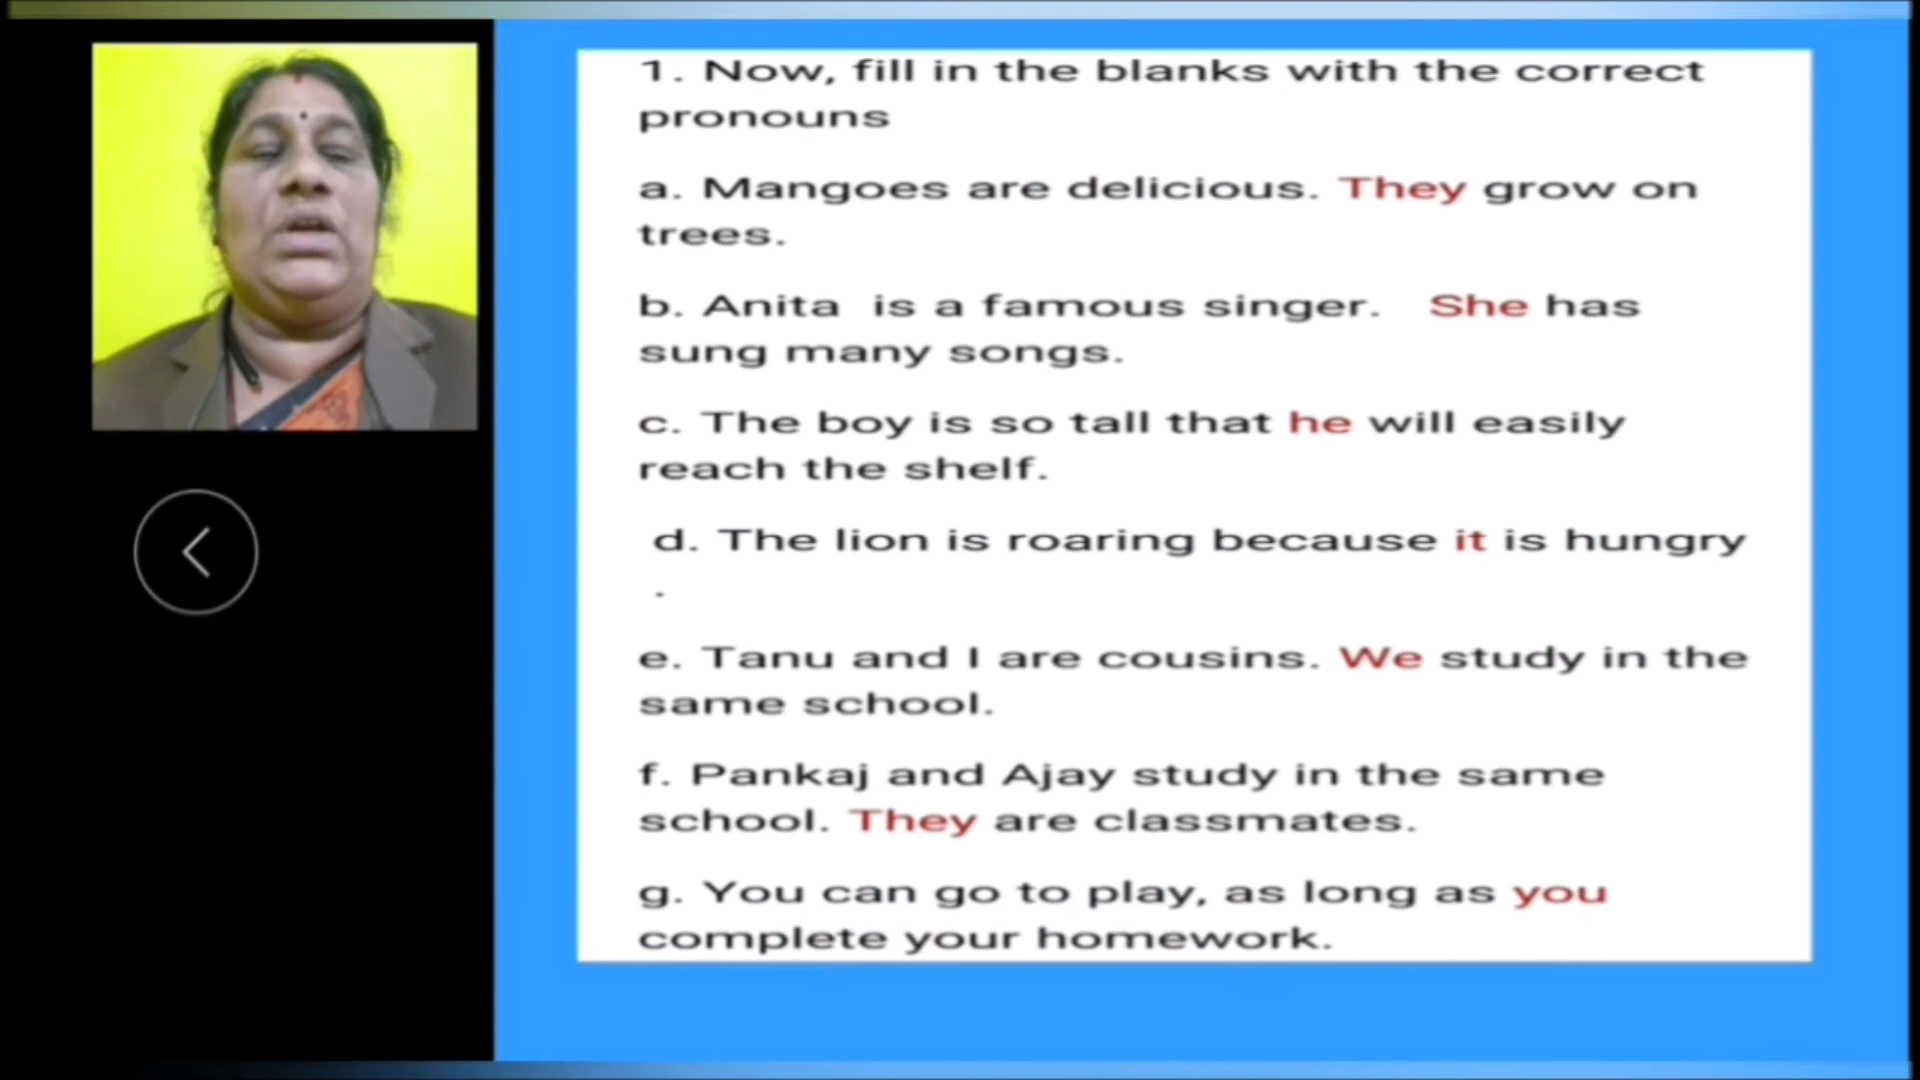 1. Now, fill in the blanks with the correct
pronouns
a. Mangoes are delicious. They grow on
trees.
b. Anita is a famous singer. She has
sung many songs.
c. The boy is so tall that he will easily
reach the shelf.
d. The lion is roaring because it is hungry
.
e. Tanu and I are cousins. We study in the
same school.
f. Pankaj and Ajay study in the same
school. They are classmates.
g. You can go to play, as long as you
complete your homework.